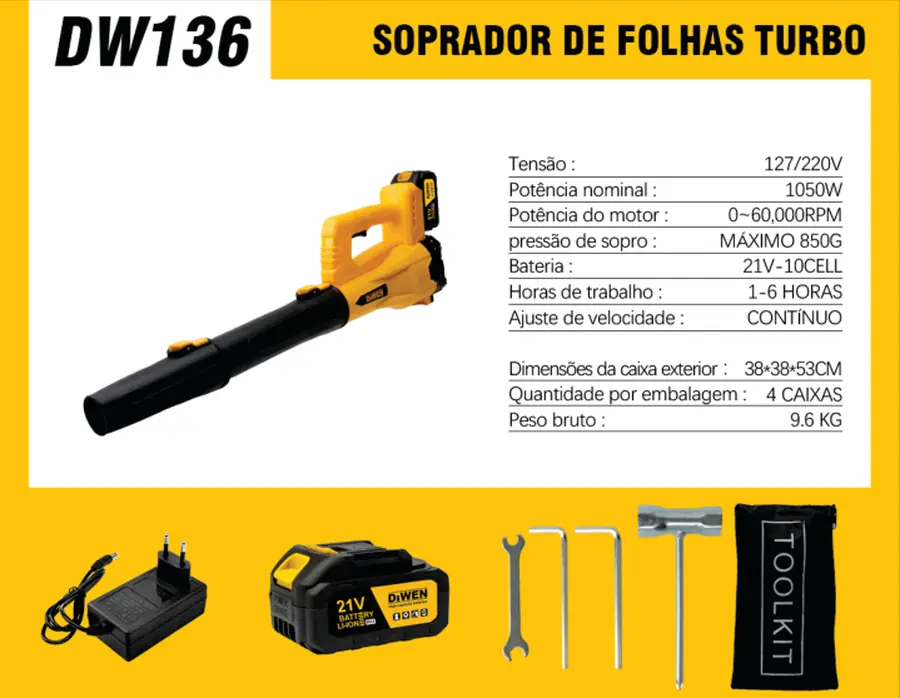 DW136
SOPRADOR DE FOLHAS TURBO
Tensão : 127/220V
Potência nominal : 1050W
Potência do motor : 0~60,000RPM
pressão de sopro : MÁXIMO 850G
Bateria : 21V-10CELL
Horas de trabalho : 1-6 HORAS
Ajuste de velocidade : CONTÍNUO
Dimensões da caixa exterior : 38*38*53CM
Quantidade por embalagem : 4 CAIXAS
Peso bruto : 9.6 KG
DiWEN
21V
BATTERY
LI-ION
DiWEN
TOOLKIT